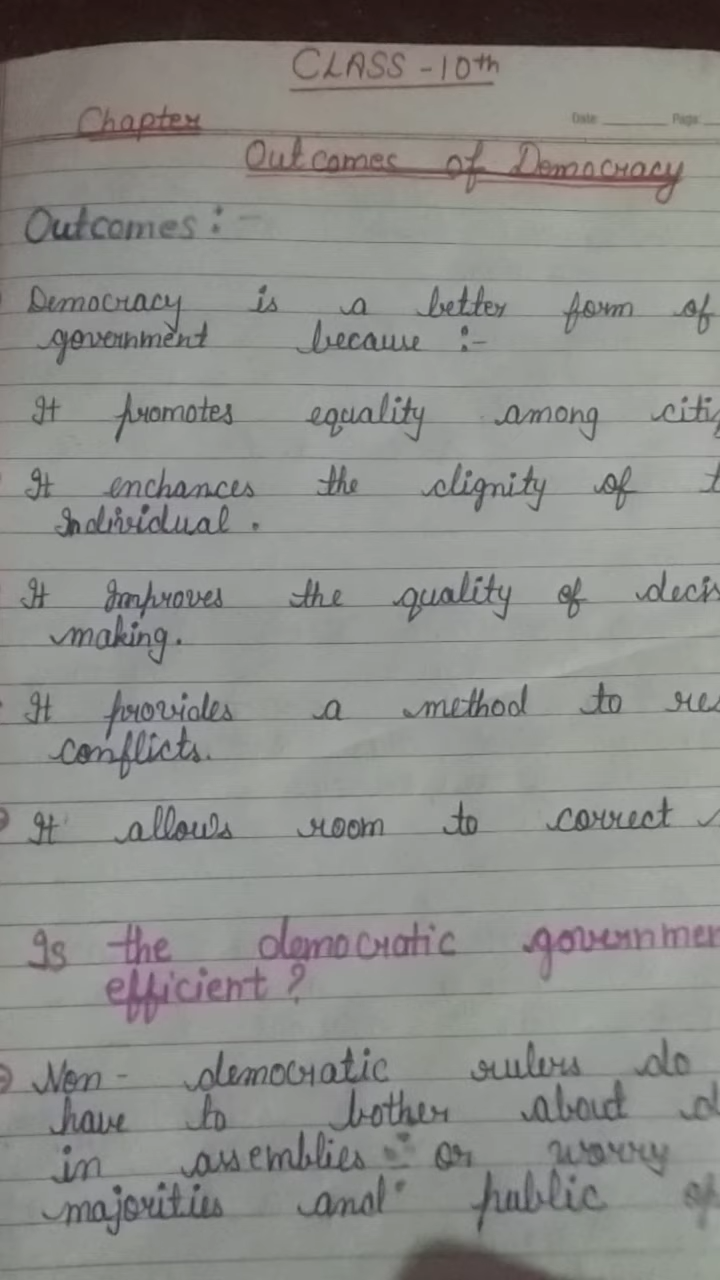 CLASS - 10th
Date Page
Chapter
Outcomes of Democracy
Outcomes :-
Democracy is a better form of
government because :-
It promotes equality among
It enchances the dignity of
Individual.
It Improves the quality of
making.
It provides a method to
conflicts.
It allows room to correct
Is the democratic
efficient?
Non- democratic rulers do
have to bother about
in assemblies or worry
majorities and public